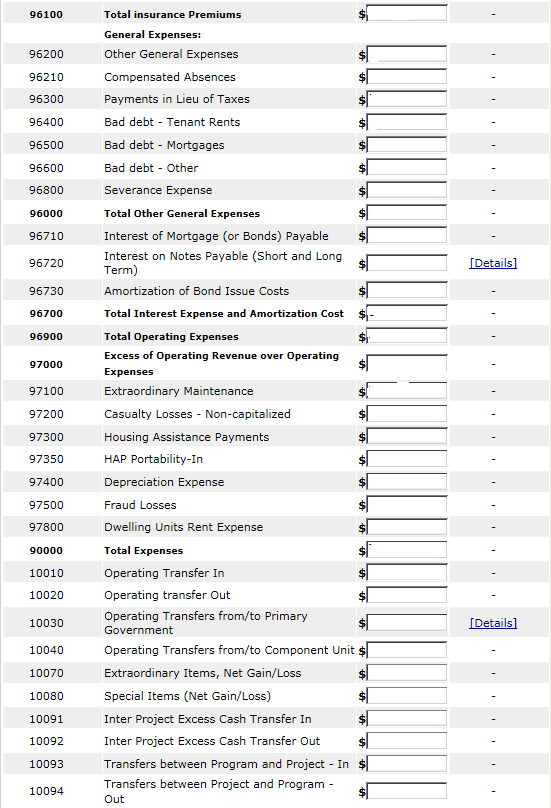 96100 Total insurance Premiums $ -
General Expenses:
96200 Other General Expenses $ -
96210 Compensated Absences $ -
96300 Payments in Lieu of Taxes $ -
96400 Bad debt - Tenant Rents $ -
96500 Bad debt - Mortgages $ -
96600 Bad debt - Other $ -
96800 Severance Expense $ -
96000 Total Other General Expenses $ -
96710 Interest of Mortgage (or Bonds) Payable $ -
96720 Interest on Notes Payable (Short and Long $ [Details]
Term)
96730 Amortization of Bond Issue Costs $ -
96700 Total Interest Expense and Amortization Cost $ -
96900 Total Operating Expenses $ -
97000 Excess of Operating Revenue over Operating $ -
Expenses
97100 Extraordinary Maintenance $ -
97200 Casualty Losses - Non-capitalized $ -
97300 Housing Assistance Payments $ -
97350 HAP Portability-In $ -
97400 Depreciation Expense $ -
97500 Fraud Losses $ -
97800 Dwelling Units Rent Expense $ -
90000 Total Expenses $ -
10010 Operating Transfer In $ -
10020 Operating transfer Out $ -
10030 Operating Transfers from/to Primary $ [Details]
Government
10040 Operating Transfers from/to Component Unit $ -
10070 Extraordinary Items, Net Gain/Loss $ -
10080 Special Items (Net Gain/Loss) $ -
10091 Inter Project Excess Cash Transfer In $ -
10092 Inter Project Excess Cash Transfer Out $ -
10093 Transfers between Program and Project - In $ -
10094 Transfers between Project and Program - $ -
Out